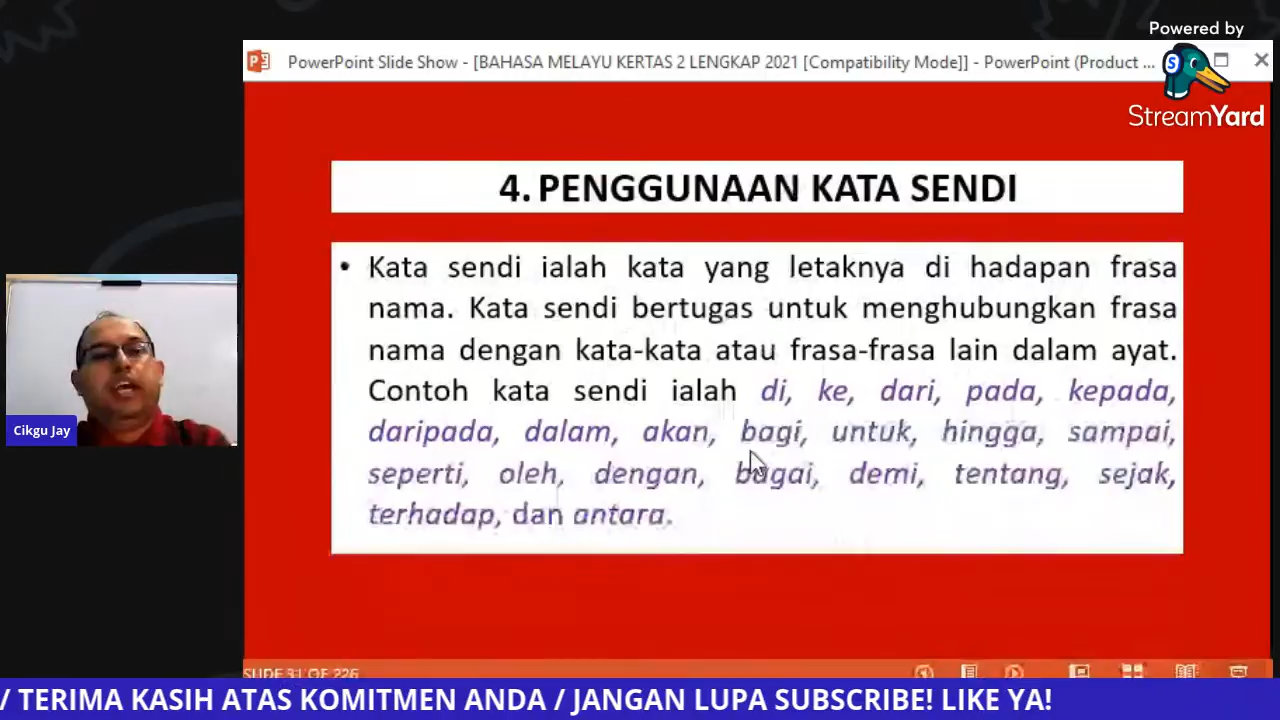 Powered by
StreamYard
PowerPoint Slide Show - [BAHASA MELAYU KERTAS 2 LENGKAP 2021 [Compatibility Mode]] - PowerPoint (Product ...
4. PENGGUNAAN KATA SENDI
• Kata sendi ialah kata yang letaknya di hadapan frasa
nama. Kata sendi bertugas untuk menghubungkan frasa
nama dengan kata-kata atau frasa-frasa lain dalam ayat.
Contoh kata sendi ialah di, ke, dari, pada, kepada,
daripada, dalam, akan, bagi, untuk, hingga, sampai,
seperti, oleh, dengan, bagai, demi, tentang, sejak,
terhadap, dan antara.
Cikgu Jay
SLIDE 31 OF 226
/ TERIMA KASIH ATAS KOMITMEN ANDA / JANGAN LUPA SUBSCRIBE! LIKE YA!